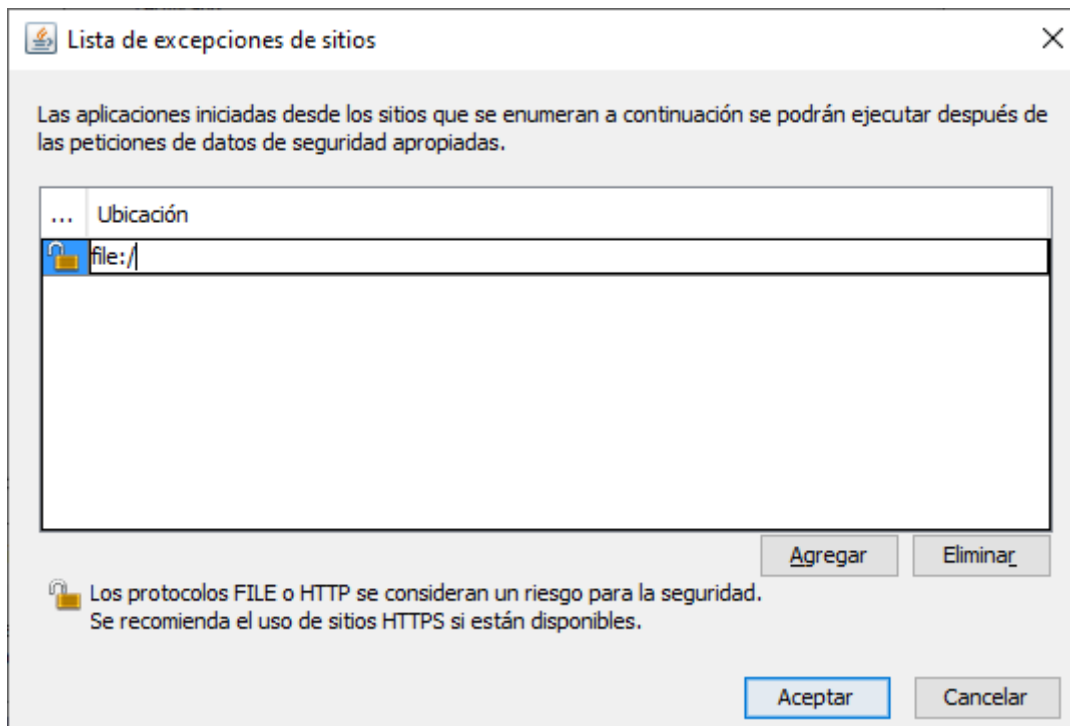 Lista de excepciones de sitios
Las aplicaciones iniciadas desde los sitios que se enumeran a continuación se podrán ejecutar después de
las peticiones de datos de seguridad apropiadas.
... Ubicación
file:/
Agregar Eliminar
Los protocolos FILE o HTTP se consideran un riesgo para la seguridad.
Se recomienda el uso de sitios HTTPS si están disponibles.
Aceptar Cancelar